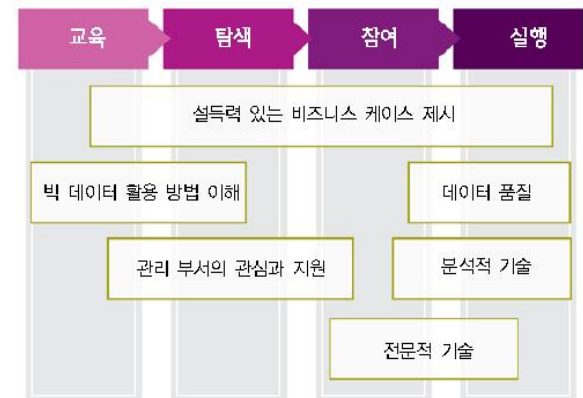 교육
탐색
참여
실행
설득력 있는 비즈니스 케이스 제시
빅 데이터 활용 방법 이해
데이터 품질
관리 부서의 관심과 지원
분석적 기술
전문적 기술